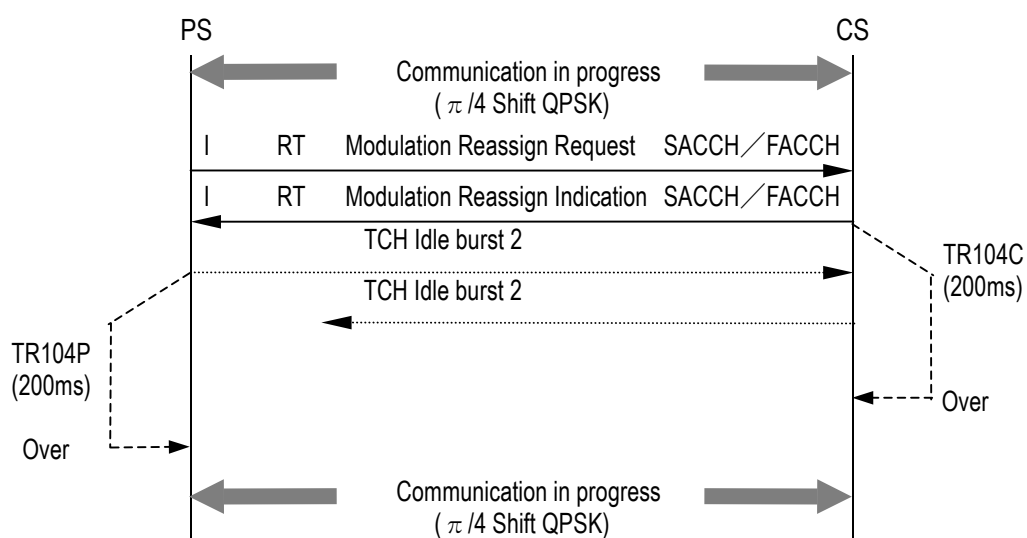 PS
CS
Communication in progress
( π /4 Shift QPSK)
I RT Modulation Reassign Request SACCH／FACCH
I RT Modulation Reassign Indication SACCH／FACCH
TCH Idle burst 2
TR104C
(200ms)
TCH Idle burst 2
TR104P
(200ms)
Over
Over
Communication in progress
( π /4 Shift QPSK)